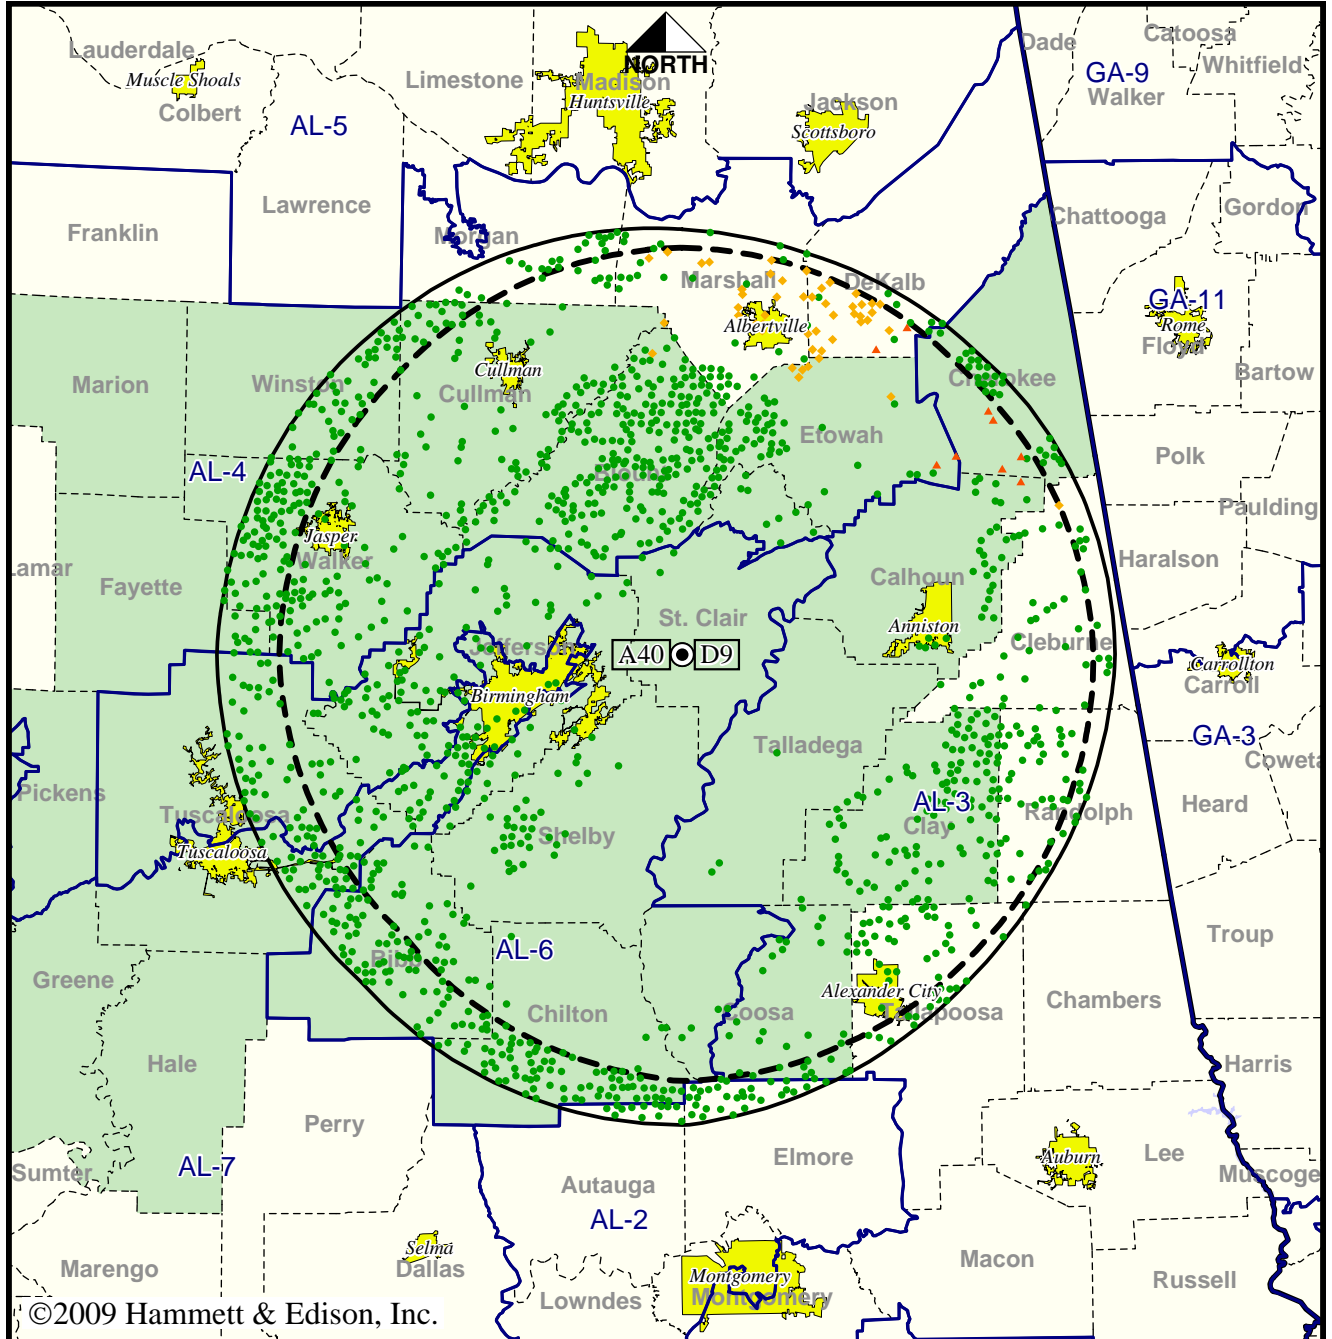 Lauderdale
Muscle Shoals
Colbert
AL-5
Limestone
NORTH
Madison
Huntsville
Jackson
Scottsboro
Dade
Catoosa
GA-9
Whitfield
Walker
Franklin
Lawrence
Morgan
Chattooga
Gordon
Marshall
DeKalb
Albertville
GA-11
Rome
Floyd
Marion
Winston
Cullman
Cullman
Cherokee
Bartow
Etowah
Polk
AL-4
Blount
Paulding
Jasper
Walker
Lamar
Fayette
Calhoun
Haralson
St. Clair
Anniston
Cleburne
Jefferson
A40
D9
Birmingham
Carrollton
Carroll
Talladega
GA-3
Coweta
Pickens
Tuscaloosa
AL-3
Clay
Randolph
Heard
Shelby
Tuscaloosa
AL-6
Troup
Greene
Bibb
Alexander City
Chilton
Coosa
Tallapoosa
Chambers
Hale
Harris
Perry
Sumter
AL-7
Elmore
Auburn
Lee
Muscogee
Autauga
AL-2
Selma
Dallas
Marengo
Montgomery
Montgomery
Macon
Russell
Lowndes
©2009 Hammett & Edison, Inc.